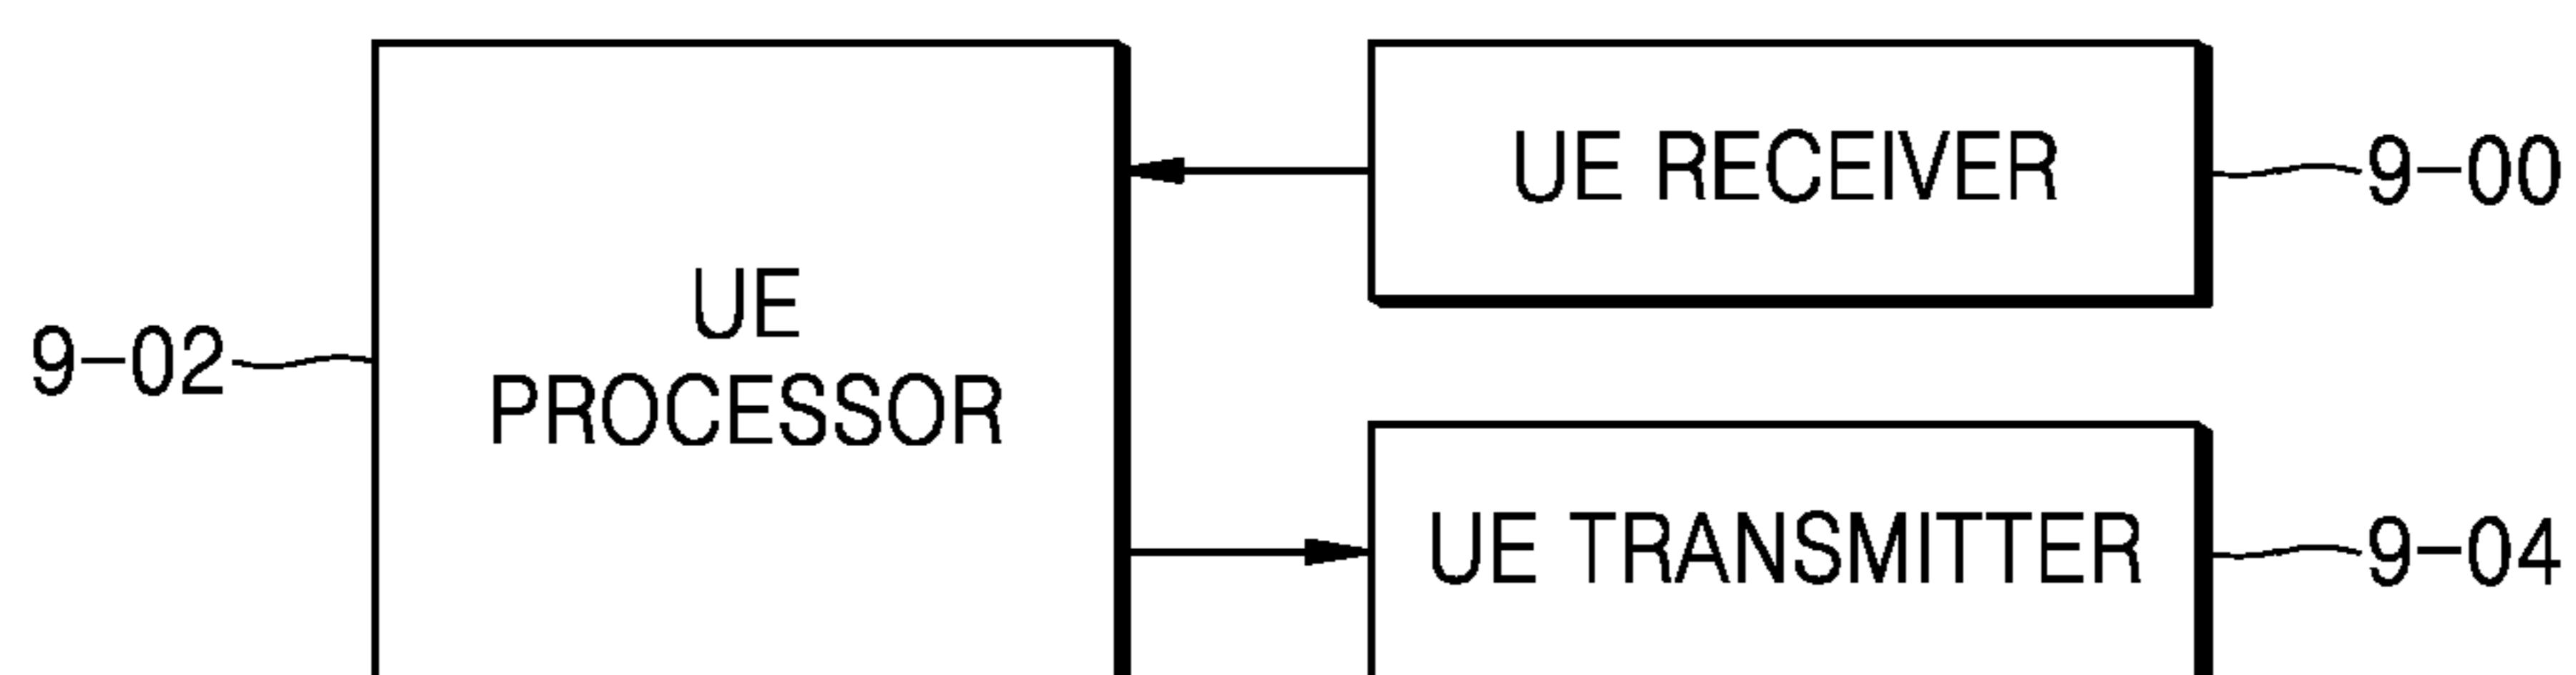 UE RECEIVER
9-00
UE
PROCESSOR
9-02
UE TRANSMITTER
9-04